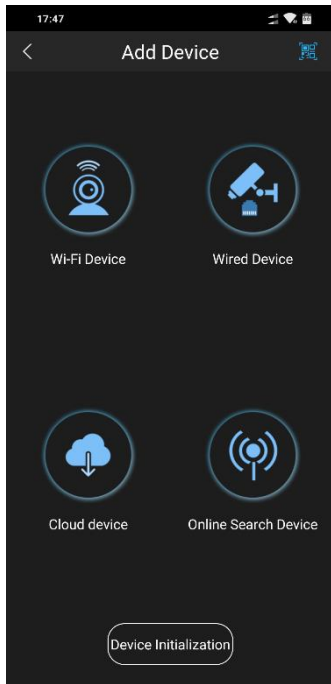 17:47
Add Device
Wi-Fi Device
Wired Device
Cloud device
Online Search Device
Device Initialization